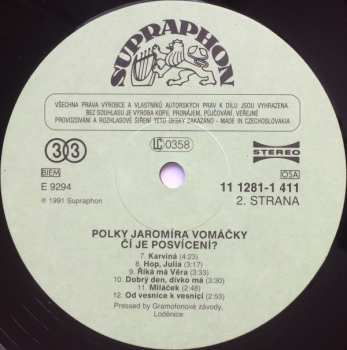 SUPRAPHON
VŠECHNA PRÁVA VÝROBCE A VLASTNÍKŮ AUTORSKÝCH PRÁV K DÍLU JSOU VYHRAZENA.
BEZ SOUHLASU JE VÝROBA KOPIÍ, PRONÁJEM, PŮJČOVÁNÍ, VEŘEJNÉ
PROVOZOVÁNÍ A ROZHLASOVÉ ŠÍŘENÍ TÉTO DESKY ZAKÁZÁNO - MADE IN CZECHOSLOVAKIA
33
LC 0358
STEREO
BIEM
OSA
E 9294
11 1281-1 411
℗ 1991 Supraphon
2. STRANA
POLKY JAROMÍRA VOMÁČKY
ČÍ JE POSVÍCENÍ?
7. Karviná (4:23)
8. Hop, Julia (3:17)
9. Říká má Věra (3:33)
10. Dobrý den, dívko má (3:30)
11. Miláček (2:48)
12. Od vesnice k vesnici (2:53)
Pressed by Gramofonové závody,
Loděnice